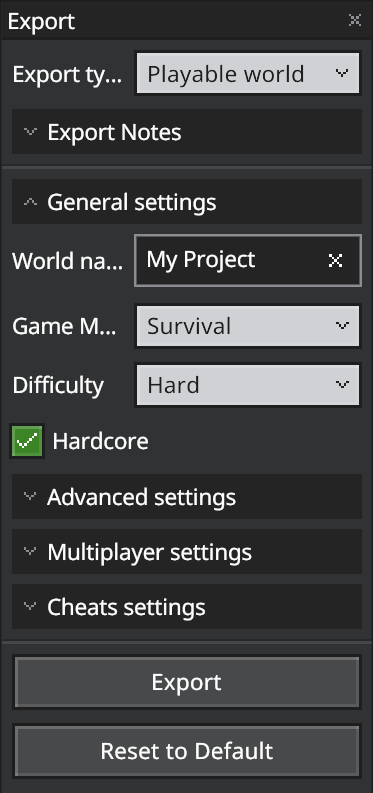 Export
Export ty... Playable world
Export Notes
General settings
World na... My Project
Game M... Survival
Difficulty Hard
Hardcore
Advanced settings
Multiplayer settings
Cheats settings
Export
Reset to Default